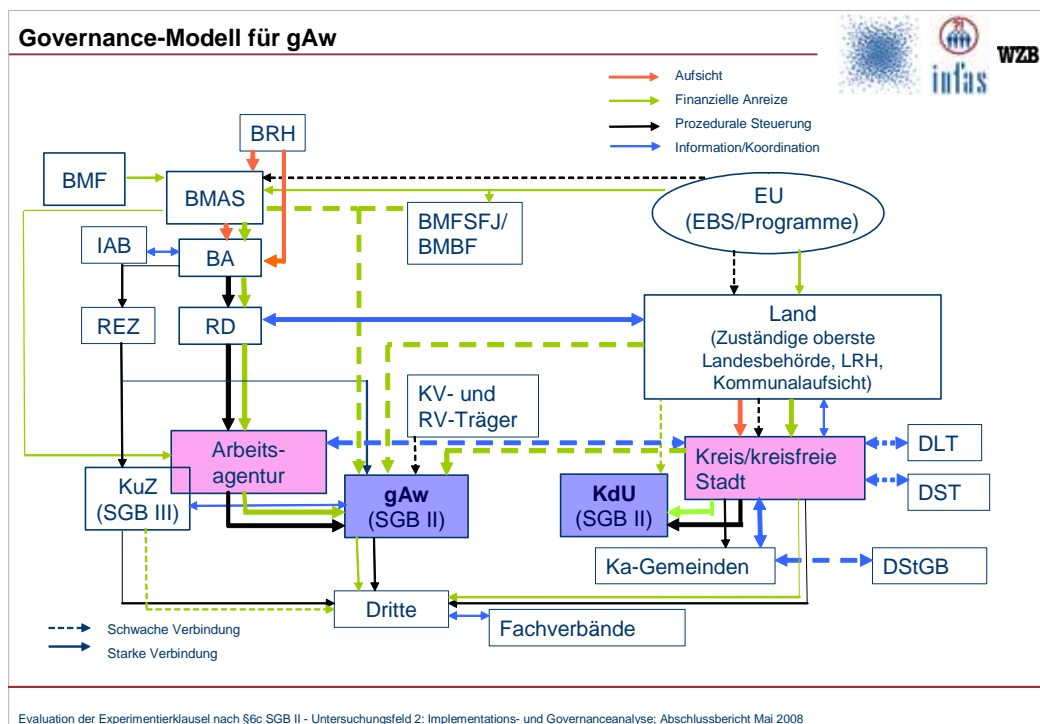 Governance-Modell für gAw
infas
WZB
Aufsicht
Finanzielle Anreize
Prozedurale Steuerung
Information/Koordination
BRH
BMF
BMAS
BMFSFJ/
BMBF
EU
(EBS/Programme)
IAB
BA
REZ
RD
Land
(Zuständige oberste
Landesbehörde, LRH,
Kommunalaufsicht)
KV- und
RV-Träger
Arbeits-
agentur
Kreis/kreisfreie
Stadt
DLT
DST
KuZ
(SGB III)
gAw
(SGB II)
KdU
(SGB II)
Ka-Gemeinden
DStGB
Dritte
Fachverbände
Schwache Verbindung
Starke Verbindung
Evaluation der Experimentierklausel nach §6c SGB II - Untersuchungsfeld 2: Implementations- und Governanceanalyse; Abschlussbericht Mai 2008